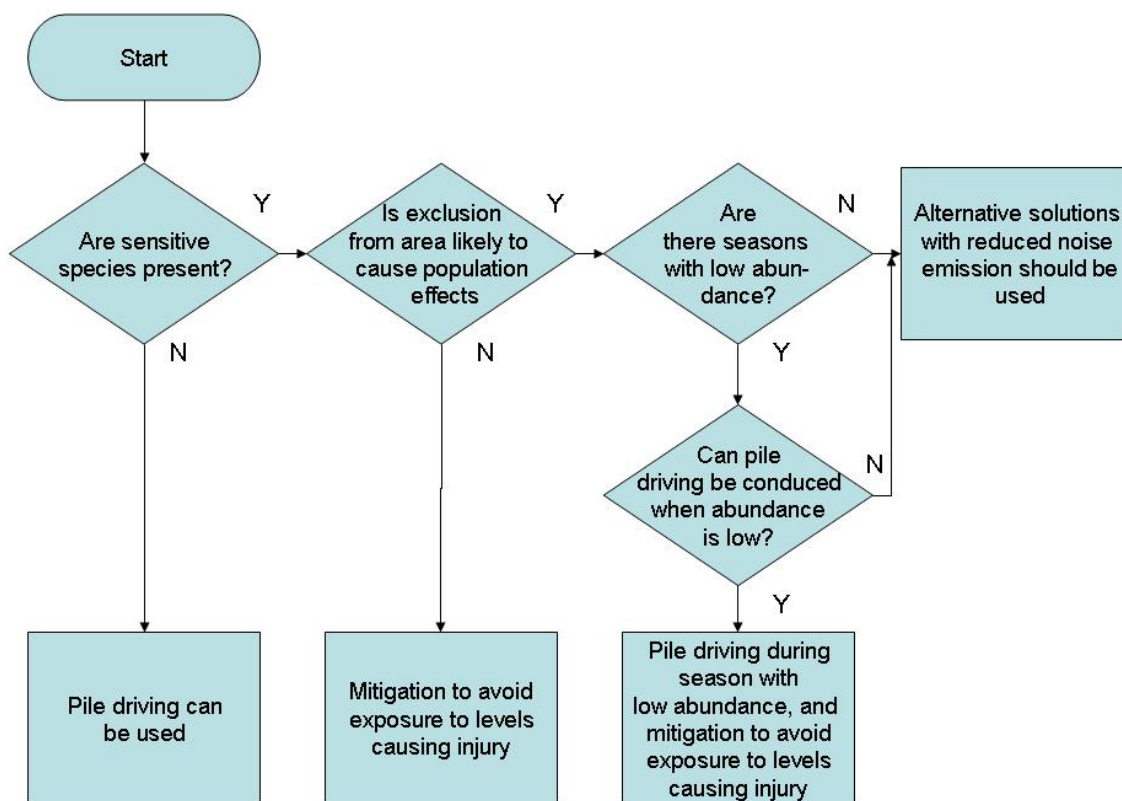 Start
Are sensitive
species present?
Y
N
Is exclusion
from area likely to
cause population
effects
Y
N
Are
there seasons
with low abun-
dance?
N
Y
Alternative solutions
with reduced noise
emission should be
used
Can pile
driving be conduced
when abundance
is low?
N
Y
Pile driving can
be used
Mitigation to avoid
exposure to levels
causing injury
Pile driving during
season with
low abundance, and
mitigation to avoid
exposure to levels
causing injury